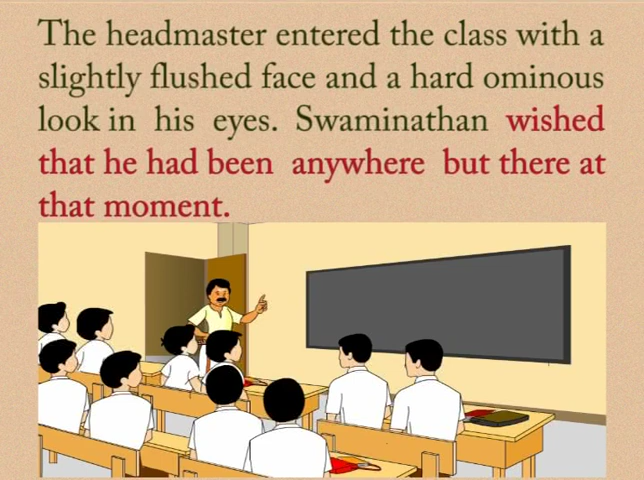 The headmaster entered the class with a
slightly flushed face and a hard ominous
look in his eyes. Swaminathan wished
that he had been anywhere but there at
that moment.